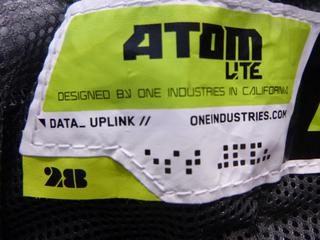 ATOM
LITE
DESIGNED BY ONE INDUSTRIES IN CALIFORNIA
DATA_ UPLINK //
ONEINDUSTRIES.COM
28